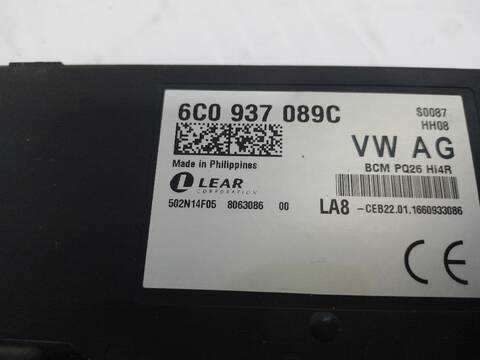 6C0 937 089C
S0087
HH08
VW AG
BCM PQ26 Hi4R
Made in Philippines
LEAR
CORPORATION
502N14F05 8063086 00
LA8 -CEB22.01.1660933086
CE